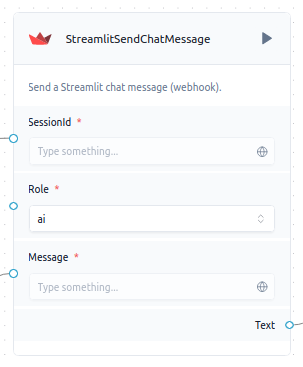 StreamlitSendChatMessage
Send a Streamlit chat message (webhook).
SessionId *
Type something...
Role *
ai
Message *
Type something...
Text